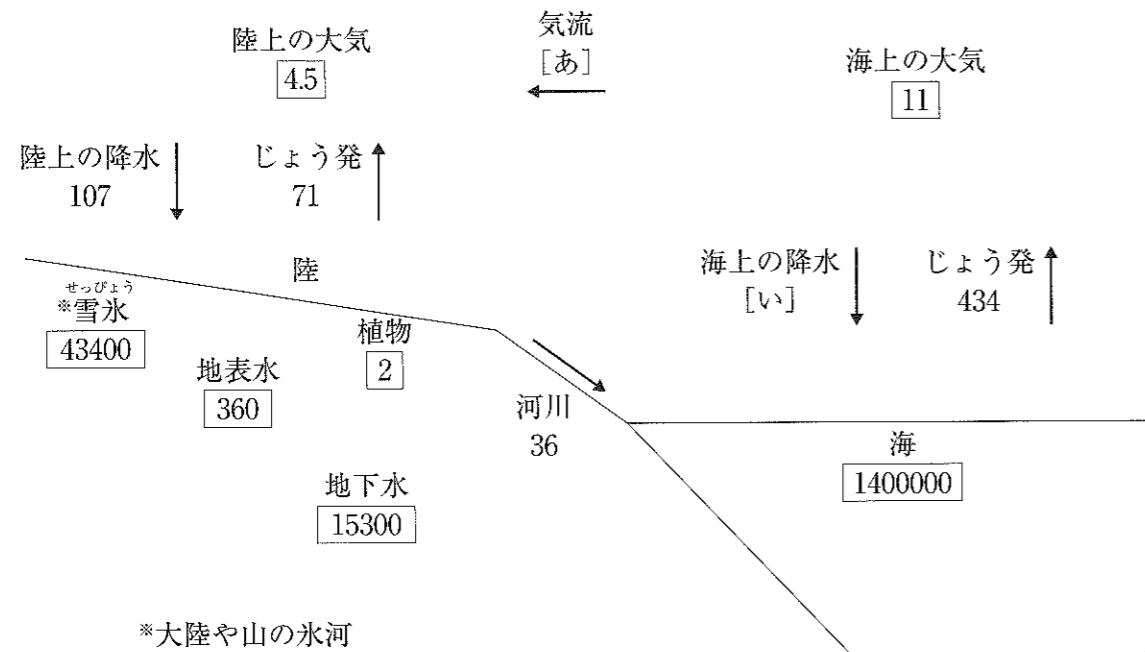 気流
[あ]
陸上の大気
4.5
海上の大気
11
陸上の降水
107
じょう発
71
陸
海上の降水
[い]
じょう発
434
せっぴょう
※雪氷
43400
植物
2
地表水
360
河川
36
海
1400000
地下水
15300
※大陸や山の氷河